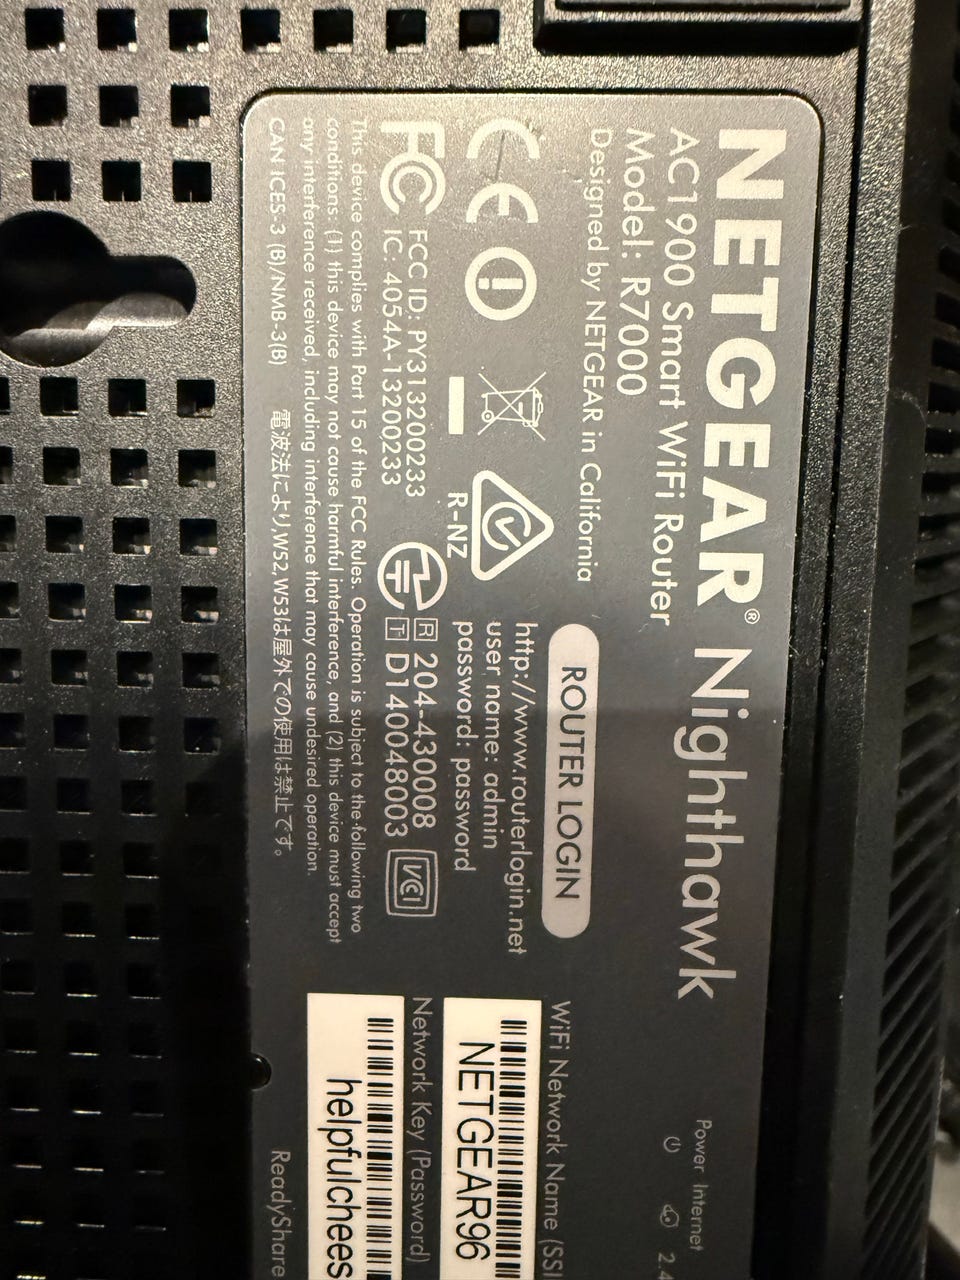 NETGEAR® Nighthawk
AC1900 Smart WiFi Router
Model: R7000
Designed by NETGEAR in California
ROUTER LOGIN
http://www.routerlogin.net
user name: admin
password: password
CE
R-NZ
FC FCC ID: PY313200233
IC: 4054A-13200233
R 204-430008
T D140048003
VCI
This device complies with Part 15 of the FCC Rules. Operation is subject to the following two
conditions: (1) this device may not cause harmful interference, and (2) this device must accept
any interference received, including interference that may cause undesired operation.
CAN ICES-3 (B)/NMB-3(B)
電波法により,W52,W53は屋外での使用は禁止です。
Power Internet
2.4
WiFi Network Name (SSI
NETGEAR96
Network Key (Password)
helpfulchees
ReadyShare